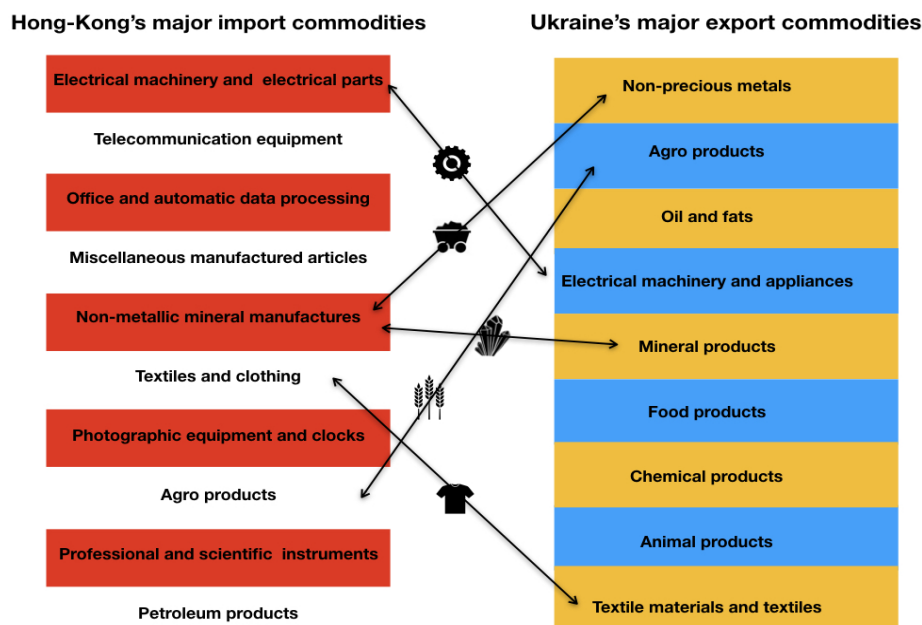 Hong-Kong's major import commodities
Electrical machinery and electrical parts
Telecommunication equipment
Office and automatic data processing
Miscellaneous manufactured articles
Non-metallic mineral manufactures
Textiles and clothing
Photographic equipment and clocks
Agro products
Professional and scientific instruments
Petroleum products
Ukraine's major export commodities
Non-precious metals
Agro products
Oil and fats
Electrical machinery and appliances
Mineral products
Food products
Chemical products
Animal products
Textile materials and textiles